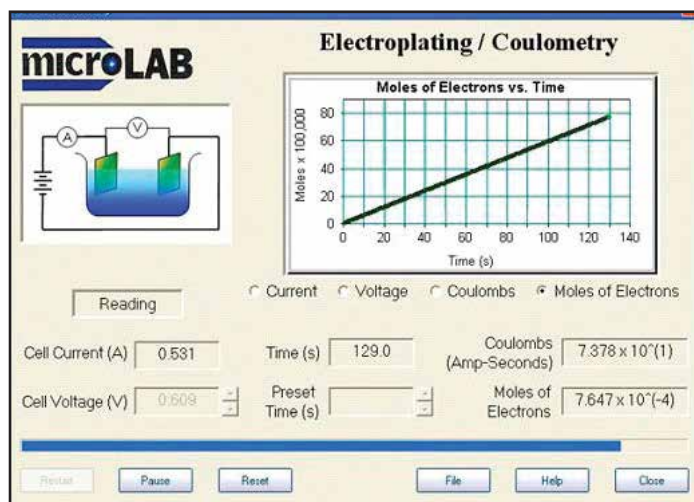 microLAB
Electroplating / Coulometry
Moles of Electrons vs. Time
Moles x 100,000
80
60
40
20
0
0 20 40 60 80 100 120 140
Time (s)
A
V
Current Voltage Coulombs Moles of Electrons
Reading
Cell Current (A) 0.531
Time (s) 129.0
Coulombs
(Amp-Seconds) 7.378 x 10^(1)
Cell Voltage (V) 0.609
Preset
Time (s)
Moles of
Electrons 7.647 x 10^(-4)
Restart Pause Reset File Help Close